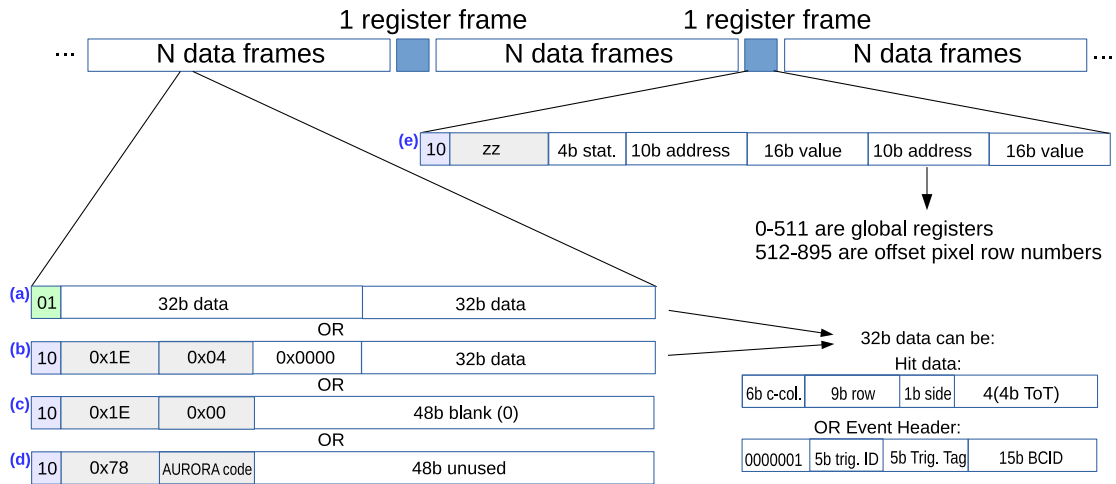 1 register frame 1 register frame
... N data frames N data frames N data frames ...
(e) 10 zz 4b stat. 10b address 16b value 10b address 16b value
0-511 are global registers
512-895 are offset pixel row numbers
(a) 01 32b data 32b data
OR
(b) 10 0x1E 0x04 0x0000 32b data
OR
(c) 10 0x1E 0x00 48b blank (0)
OR
(d) 10 0x78 AURORA code 48b unused
32b data can be:
Hit data:
6b c-col. 9b row 1b side 4(4b ToT)
OR Event Header:
0000001 5b trig. ID 5b Trig. Tag 15b BCID